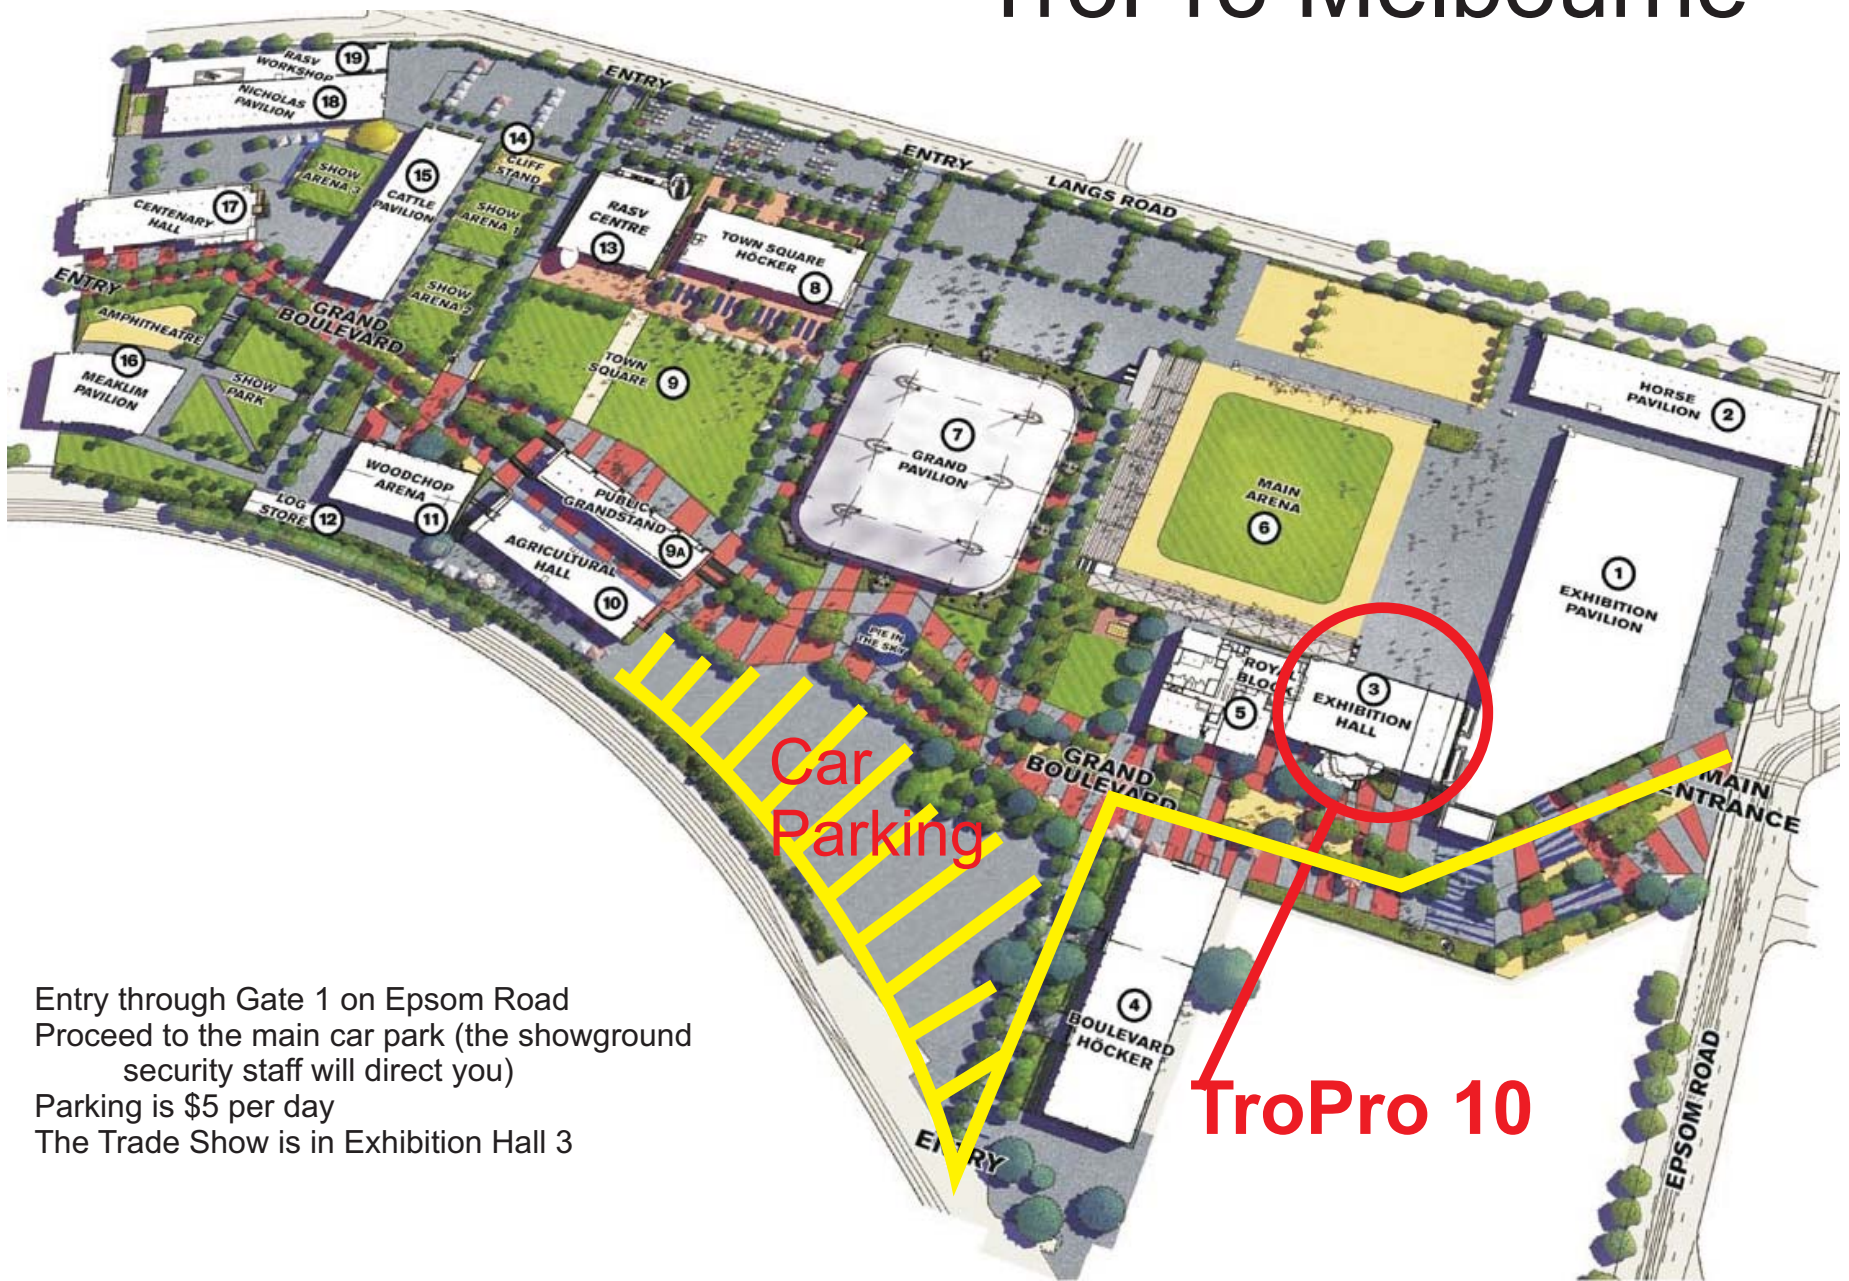 TroPro Melbourne
19
RASV
WORKSHOP
NICHOLAS
PAVILION
18
ENTRY
14
CLIFF
STAND
SHOW
ARENA 3
15
CATTLE
PAVILION
17
CENTENARY
HALL
SHOW
ARENA 1
RASV
CENTRE
13
TOWN SQUARE
HÖCKER
8
ENTRY
LANGS ROAD
ENTRY
AMPHITHEATRE
GRAND
BOULEVARD
SHOW
ARENA 2
16
MEAKLIM
PAVILION
SHOW
PARK
TOWN
SQUARE
9
7
GRAND
PAVILION
MAIN
ARENA
6
HORSE
PAVILION
2
1
EXHIBITION
PAVILION
WOODCHOP
ARENA
11
LOG
STORE
12
PUBLIC
GRANDSTAND
9A
AGRICULTURAL
HALL
10
PIE IN
THE SKY
ROYAL
BLOCK
5
3
EXHIBITION
HALL
GRAND
BOULEVARD
MAIN
ENTRANCE
Car
Parking
4
BOULEVARD
HÖCKER
ENTRY
TroPro 10
EPSOM ROAD
Entry through Gate 1 on Epsom Road
Proceed to the main car park (the showground
security staff will direct you)
Parking is $5 per day
The Trade Show is in Exhibition Hall 3